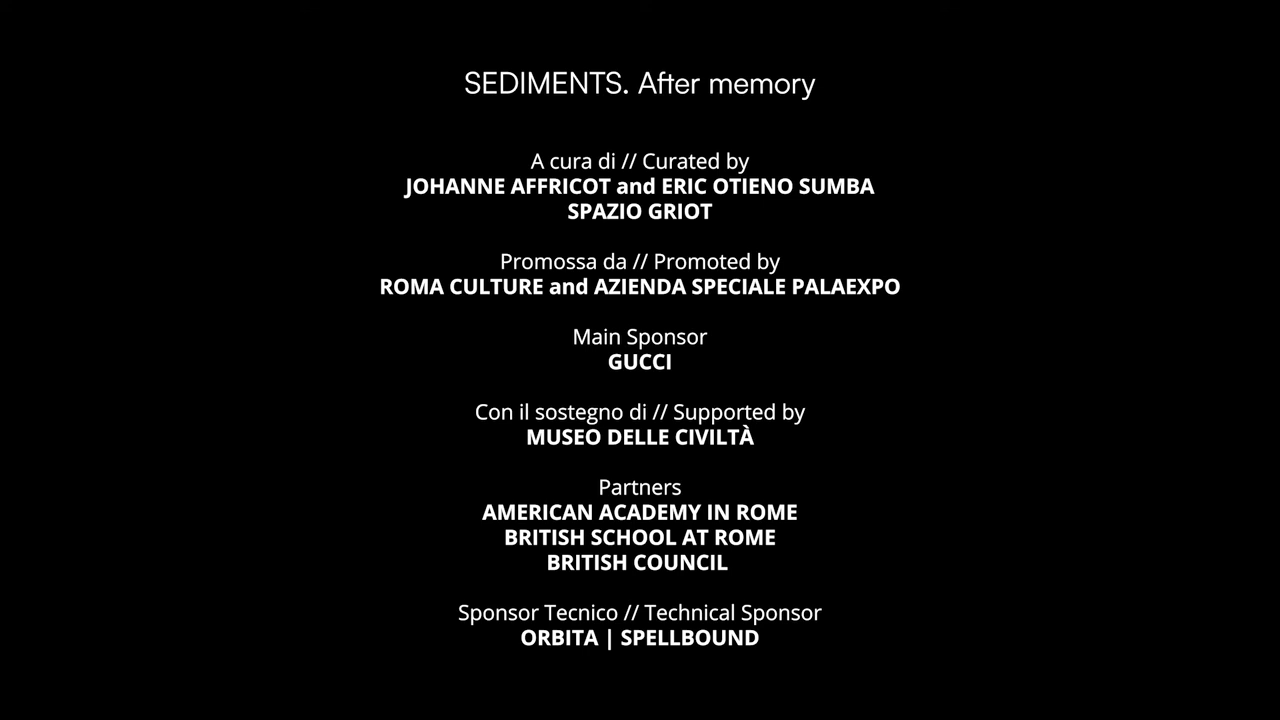 SEDIMENTS. After memory
A cura di // Curated by
JOHANNE AFFRICOT and ERIC OTIENO SUMBA
SPAZIO GRIOT
Promossa da // Promoted by
ROMA CULTURE and AZIENDA SPECIALE PALAEXPO
Main Sponsor
GUCCI
Con il sostegno di // Supported by
MUSEO DELLE CIVILTÀ
Partners
AMERICAN ACADEMY IN ROME
BRITISH SCHOOL AT ROME
BRITISH COUNCIL
Sponsor Tecnico // Technical Sponsor
ORBITA | SPELLBOUND